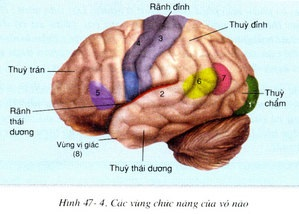 Rãnh đỉnh
Thuỳ đỉnh
Thuỳ trán
4
3
5
2
6
7
1
Thuỳ
chẩm
Rãnh
thái
dương
Vùng vị giác
(8)
Thuỳ thái dương
Hình 47- 4. Các vùng chức năng của vỏ não